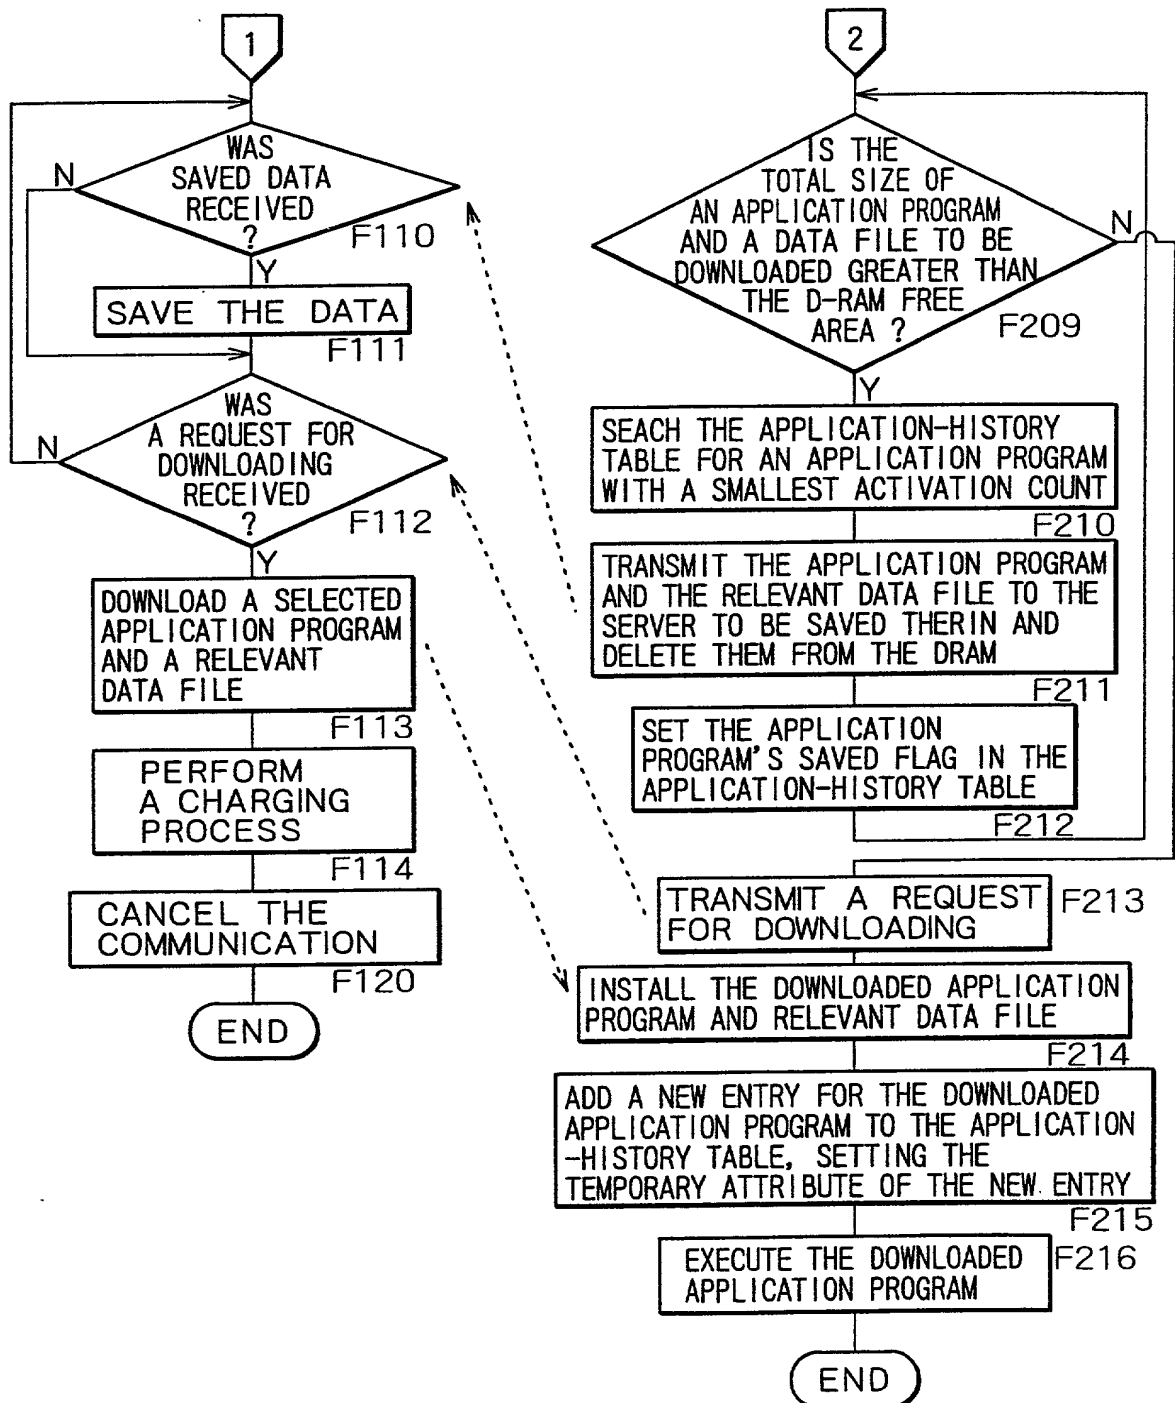 1
WAS
SAVED DATA
RECEIVED
?
F110
N
Y
SAVE THE DATA
F111
WAS
A REQUEST FOR
DOWNLOADING
RECEIVED
?
F112
N
Y
DOWNLOAD A SELECTED
APPLICATION PROGRAM
AND A RELEVANT
DATA FILE
F113
PERFORM
A CHARGING
PROCESS
F114
CANCEL THE
COMMUNICATION
F120
END
2
IS THE
TOTAL SIZE OF
AN APPLICATION PROGRAM
AND A DATA FILE TO BE
DOWNLOADED GREATER THAN
THE D-RAM FREE
AREA ?
F209
N
Y
SEACH THE APPLICATION-HISTORY
TABLE FOR AN APPLICATION PROGRAM
WITH A SMALLEST ACTIVATION COUNT
F210
TRANSMIT THE APPLICATION PROGRAM
AND THE RELEVANT DATA FILE TO THE
SERVER TO BE SAVED THERIN AND
DELETE THEM FROM THE DRAM
F211
SET THE APPLICATION
PROGRAM'S SAVED FLAG IN THE
APPLICATION-HISTORY TABLE
F212
TRANSMIT A REQUEST
FOR DOWNLOADING
F213
INSTALL THE DOWNLOADED APPLICATION
PROGRAM AND RELEVANT DATA FILE
F214
ADD A NEW ENTRY FOR THE DOWNLOADED
APPLICATION PROGRAM TO THE APPLICATION
-HISTORY TABLE, SETTING THE
TEMPORARY ATTRIBUTE OF THE NEW ENTRY
F215
EXECUTE THE DOWNLOADED
APPLICATION PROGRAM
F216
END